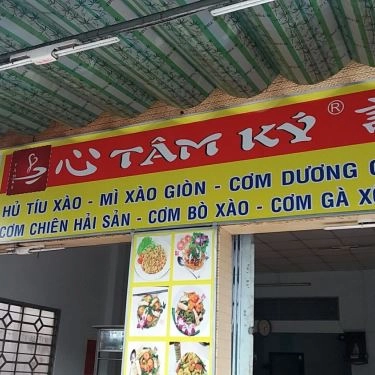 心 TÂM KÝ ®
HỦ TÍU XÀO - MÌ XÀO GIÒN - CƠM DƯƠNG
CƠM CHIÊN HẢI SẢN - CƠM BÒ XÀO - CƠM GÀ